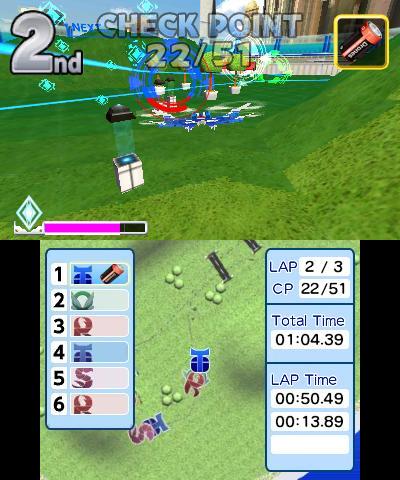 2nd
NEXT
CHECK POINT
22/51
Drone
1
2 Ω
3 R
4
5 S
6 R
LAP 2 / 3
CP 22/51
Total Time
01:04.39
LAP Time
00:50.49
00:13.89